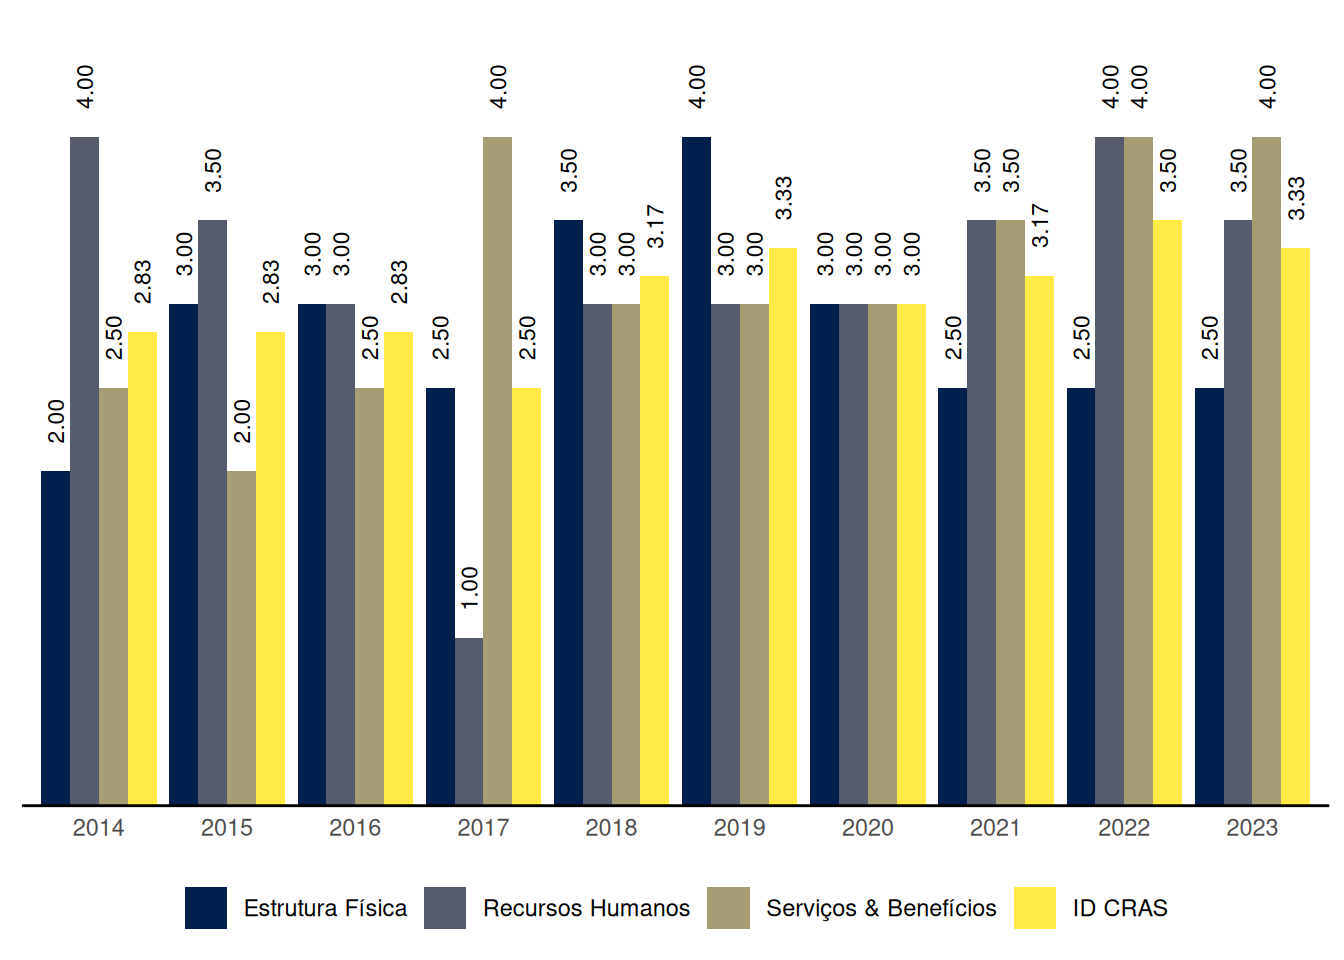 4.00 4.00 4.00 4.00 4.00 4.00
3.50 3.50 3.50 3.50 3.50 3.50
3.33 3.33
3.17 3.17
3.00 3.00 3.00 3.00 3.00 3.00 3.00 3.00 3.00 3.00 3.00
2.83 2.83 2.83
2.50 2.50 2.50 2.50 2.50 2.50 2.50
2.00 2.00
1.00
2014 2015 2016 2017 2018 2019 2020 2021 2022 2023
Estrutura Física Recursos Humanos Serviços & Benefícios ID CRAS